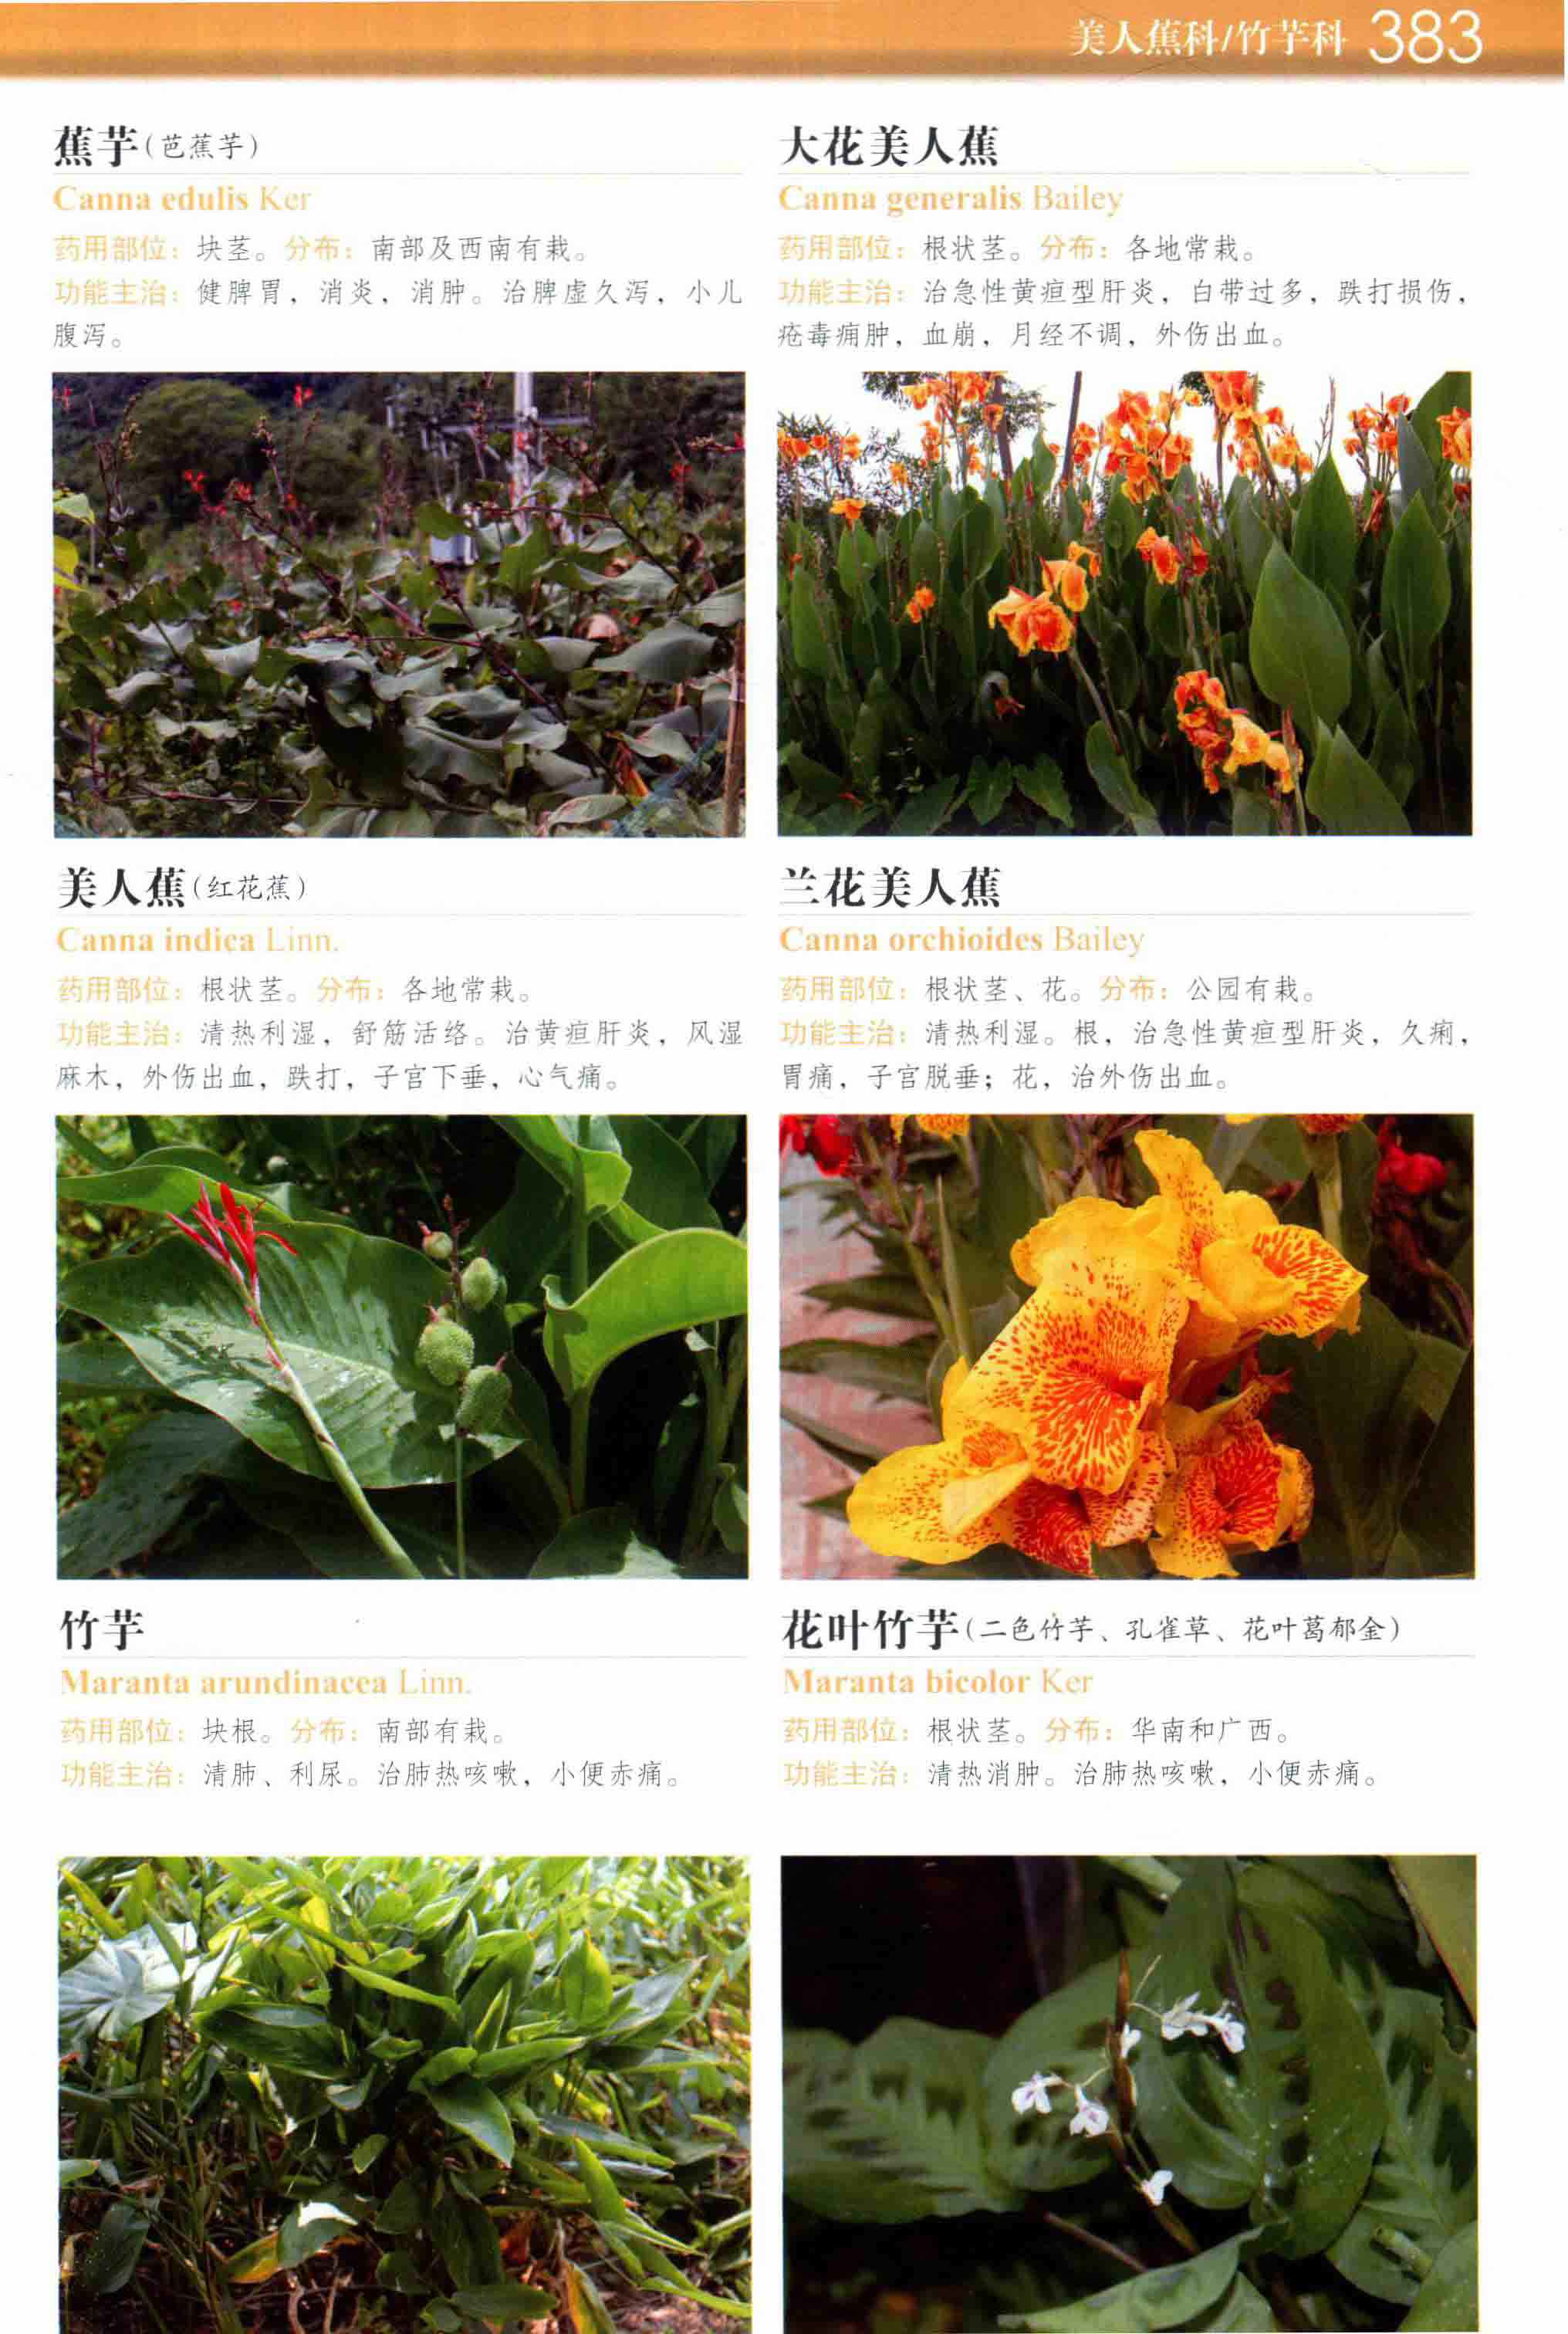 美人蕉科/竹芋科 383
蕉芋(芭蕉芋)
Canna edulis Ker
药用部位：块茎。分布：南部及西南有栽。
功能主治：健脾胃，消炎，消肿。治脾虚久泻，小儿
腹泻。
大花美人蕉
Canna generalis Bailey
药用部位：根状茎。分布：各地常栽。
功能主治：治急性黄疸型肝炎，白带过多，跌打损伤，
疮毒痈肿，血崩，月经不调，外伤出血。
美人蕉(红花蕉)
Canna indica Linn.
药用部位：根状茎。分布：各地常栽。
功能主治：清热利湿，舒筋活络。治黄疸肝炎，风湿
麻木，外伤出血，跌打，子宫下垂，心气痛。
兰花美人蕉
Canna orchioides Bailey
药用部位：根状茎、花。分布：公园有栽。
功能主治：清热利湿。根，治急性黄疸型肝炎，久痢，
胃痛，子宫脱垂；花，治外伤出血。
竹芋
Maranta arundinacea Linn.
药用部位：块根。分布：南部有栽。
功能主治：清肺、利尿。治肺热咳嗽，小便赤痛。
花叶竹芋(二色竹芋、孔雀草、花叶葛郁金)
Maranta bicolor Ker
药用部位：根状茎。分布：华南和广西。
功能主治：清热消肿。治肺热咳嗽，小便赤痛。